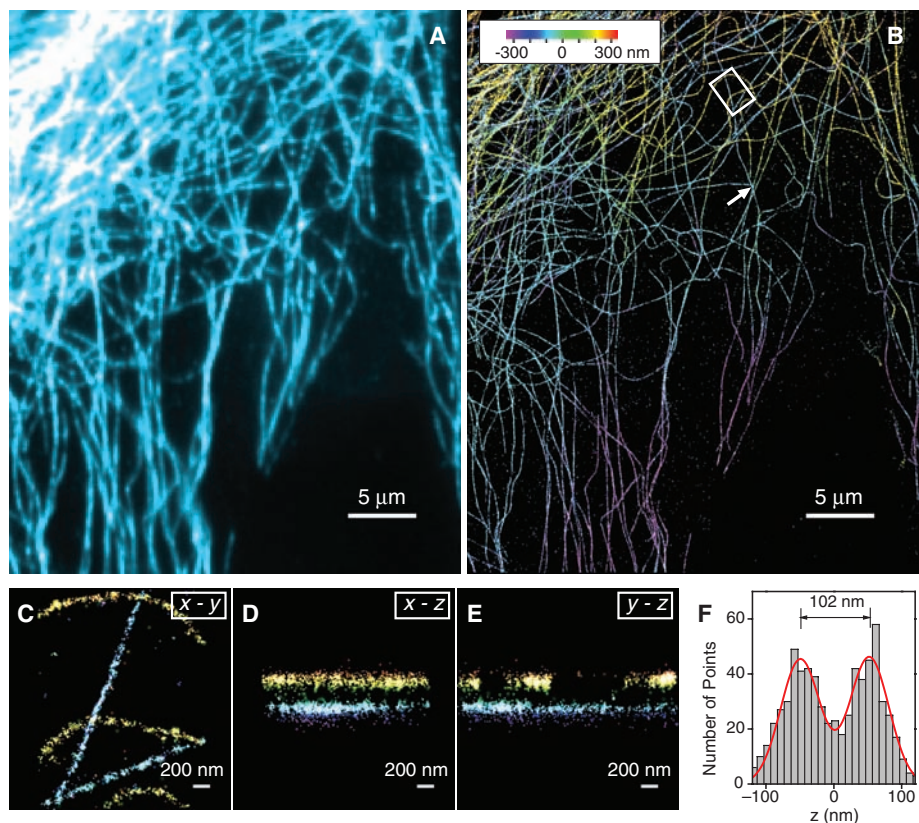 A
5 μm
-300 0 300 nm
B
5 μm
C
x - y
200 nm
D
x - z
200 nm
E
y - z
200 nm
F
102 nm
60
40
20
0
Number of Points
−100 0 100
z (nm)